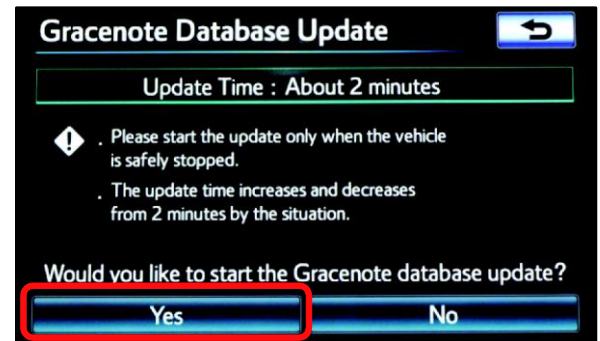 Gracenote Database Update
Update Time : About 2 minutes
. Please start the update only when the vehicle
is safely stopped.
. The update time increases and decreases
from 2 minutes by the situation.
Would you like to start the Gracenote database update?
Yes No